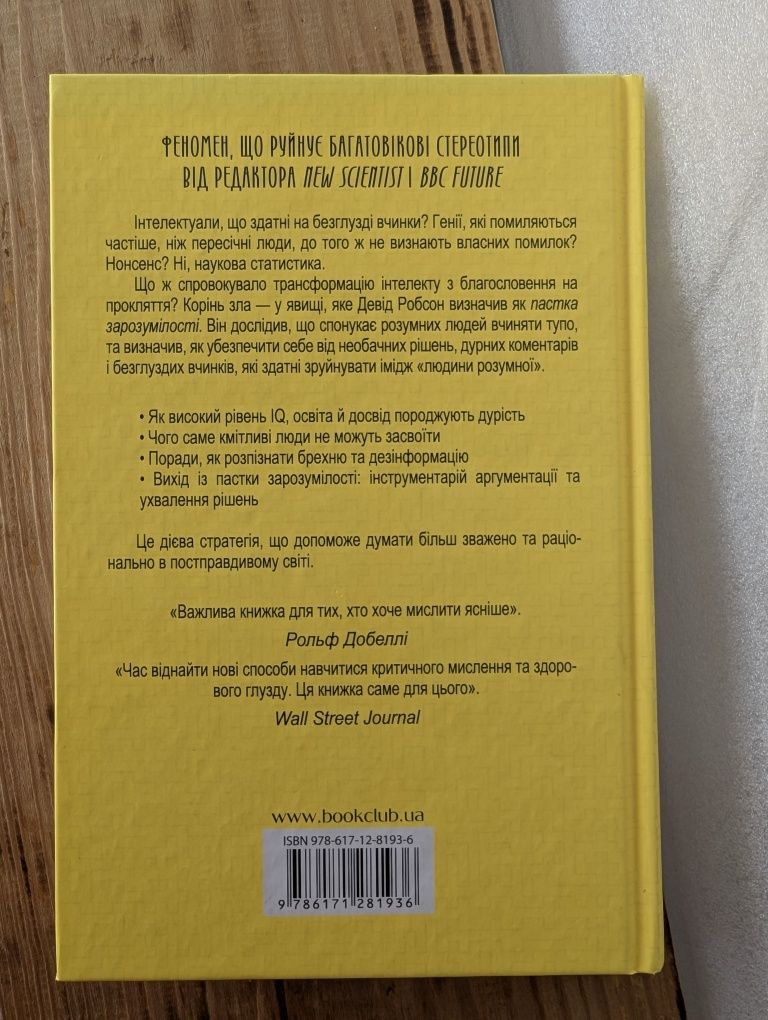 ФЕНОМЕН, ЩО РУЙНУЄ БАГАТОВІКОВІ СТЕРЕОТИПИ
ВІД РЕДАКТОРА NEW SCIENTIST І BBC FUTURE
Інтелектуали, що здатні на безглузді вчинки? Генії, які помиляються
частіше, ніж пересічні люди, до того ж не визнають власних помилок?
Нонсенс? Ні, наукова статистика.
Що ж спровокувало трансформацію інтелекту з благословення на
прокляття? Корінь зла — у явищі, яке Девід Робсон визначив як пастка
зарозумілості. Він дослідив, що спонукає розумних людей вчиняти тупо,
та визначив, як убезпечити себе від необачних рішень, дурних коментарів
і безглуздих вчинків, які здатні зруйнувати імідж «людини розумної».
• Як високий рівень IQ, освіта й досвід породжують дурість
• Чого саме кмітливі люди не можуть засвоїти
• Поради, як розпізнати брехню та дезінформацію
• Вихід із пастки зарозумілості: інструментарій аргументації та
ухвалення рішень
Це дієва стратегія, що допоможе думати більш зважено та раціо-
нально в постправдивому світі.
«Важлива книжка для тих, хто хоче мислити ясніше».
Рольф Добеллі
«Час віднайти нові способи навчитися критичного мислення та здоро-
вого глузду. Ця книжка саме для цього».
Wall Street Journal
www.bookclub.ua
ISBN 978-617-12-8193-6
9 786171 281936